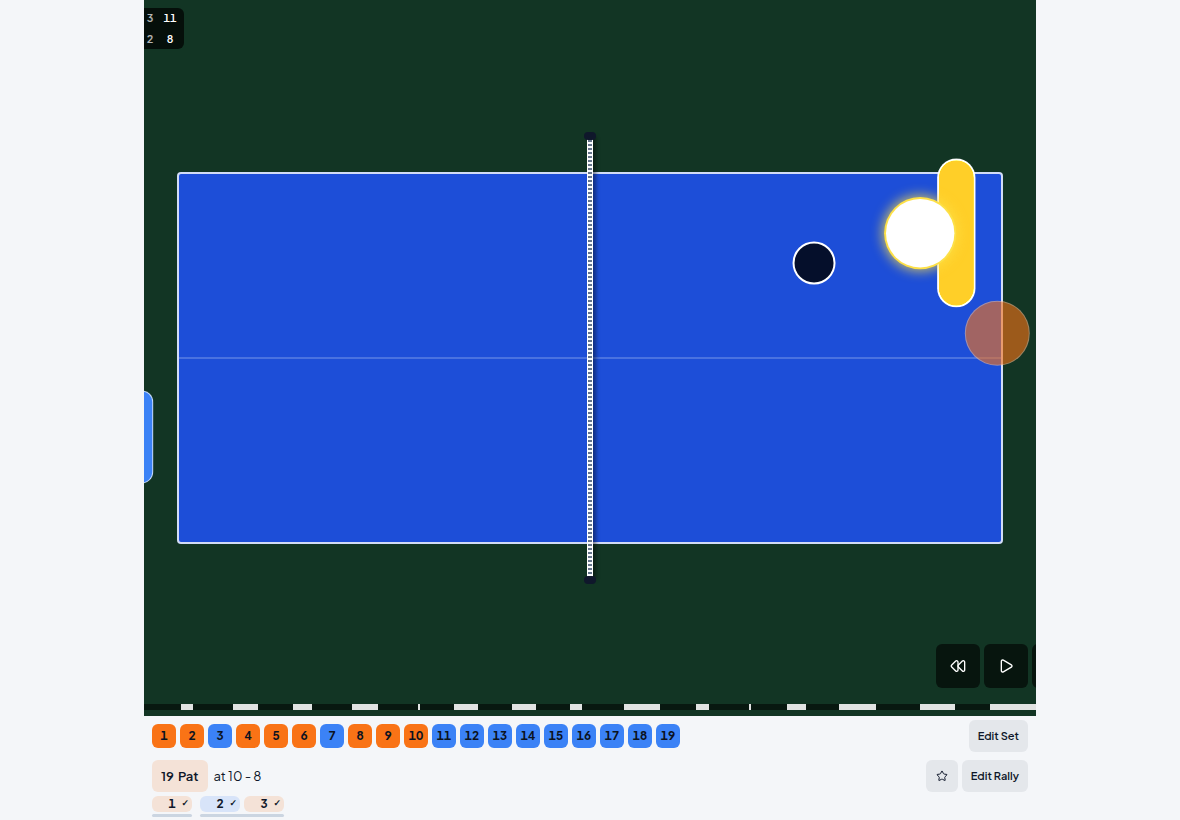 3 11
2 8
1 2 3 4 5 6 7 8 9 10 11 12 13 14 15 16 17 18 19
Edit Set
19 Pat at 10 - 8
Edit Rally
1 ✓ 2 ✓ 3 ✓